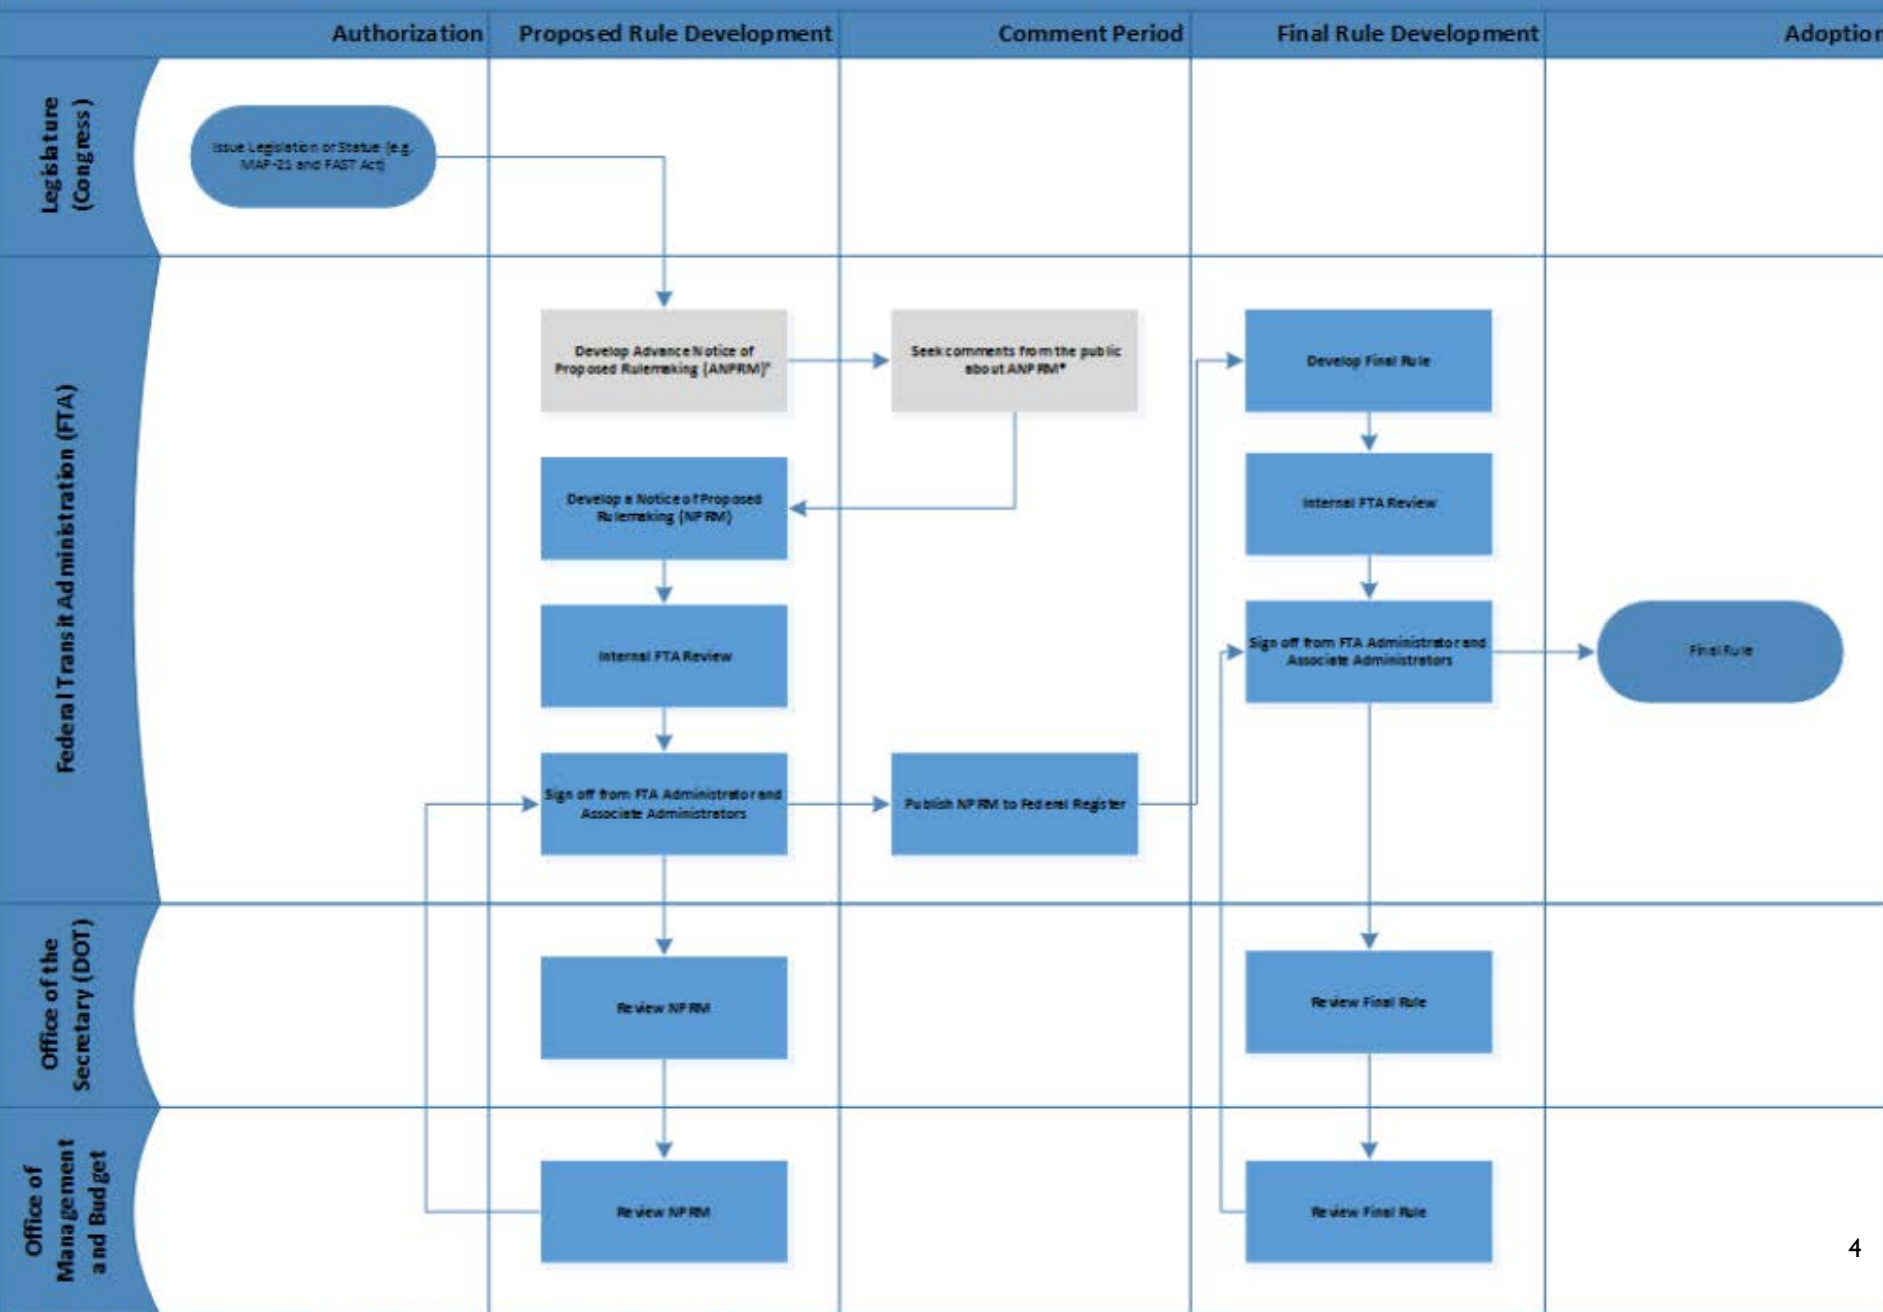 Authorization
Proposed Rule Development
Comment Period
Final Rule Development
Adoption
Legislature
(Congress)
Issue Legislation or Statue (e.g.
MAP-21 and FAST Act)
Federal Transit Administration (FTA)
Develop Advance Notice of
Proposed Rulemaking (ANPRM)*
Seek comments from the public
about ANPRM*
Develop a Notice of Proposed
Rulemaking (NPRM)
Internal FTA Review
Sign off from FTA Administrator and
Associate Administrators
Publish NPRM to Federal Register
Develop Final Rule
Internal FTA Review
Sign off from FTA Administrator and
Associate Administrators
Final Rule
Office of the
Secretary (DOT)
Review NPRM
Review Final Rule
Office of
Management
and Budget
Review NPRM
Review Final Rule
4